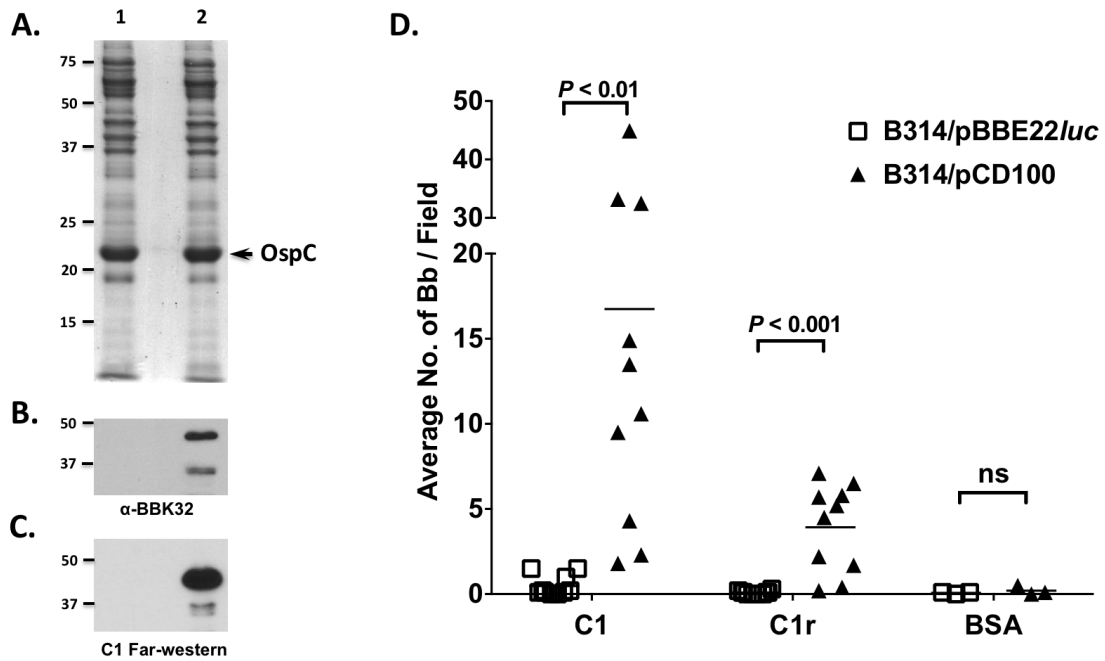 A.
1 2
75
50
37
25
20
15
OspC
B.
50
37
α-BBK32
C.
50
37
C1 Far-western
D.
Average No. of Bb / Field
50
40
30
20
15
10
5
0
P < 0.01
P < 0.001
ns
B314/pBBE22luc
B314/pCD100
C1 C1r BSA